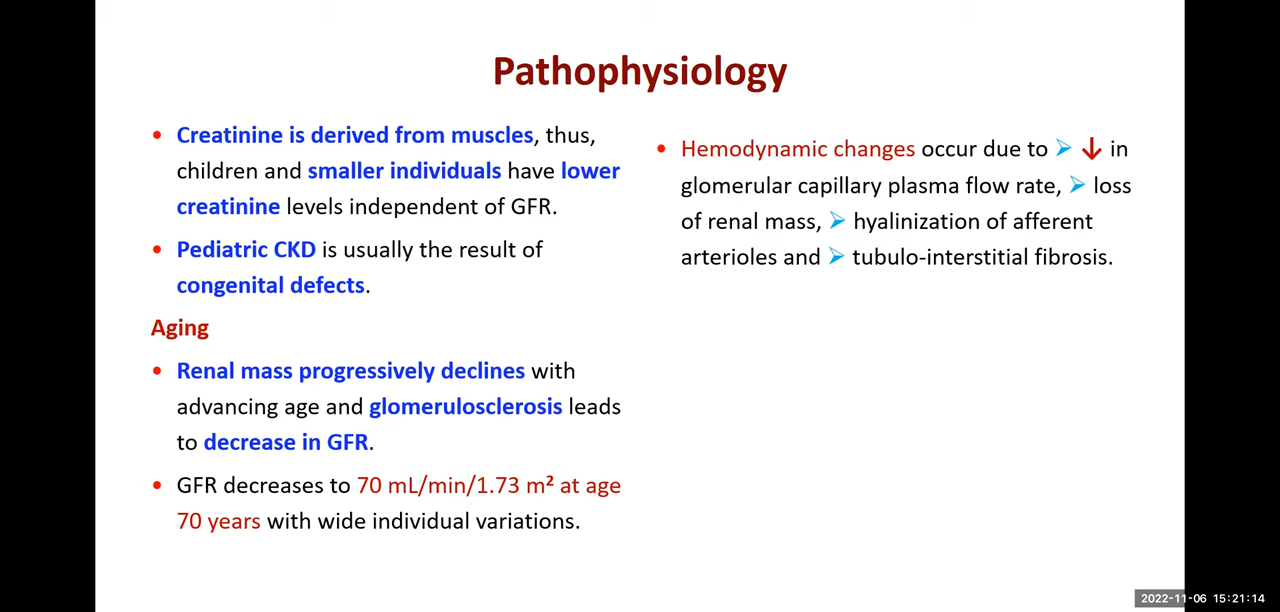 Pathophysiology
• Creatinine is derived from muscles, thus,
children and smaller individuals have lower
creatinine levels independent of GFR.
• Pediatric CKD is usually the result of
congenital defects.
Aging
• Renal mass progressively declines with
advancing age and glomerulosclerosis leads
to decrease in GFR.
• GFR decreases to 70 mL/min/1.73 m² at age
70 years with wide individual variations.
• Hemodynamic changes occur due to ➢ ↓ in
glomerular capillary plasma flow rate, ➢ loss
of renal mass, ➢ hyalinization of afferent
arterioles and ➢ tubulo-interstitial fibrosis.
2022-11-06 15:21:14